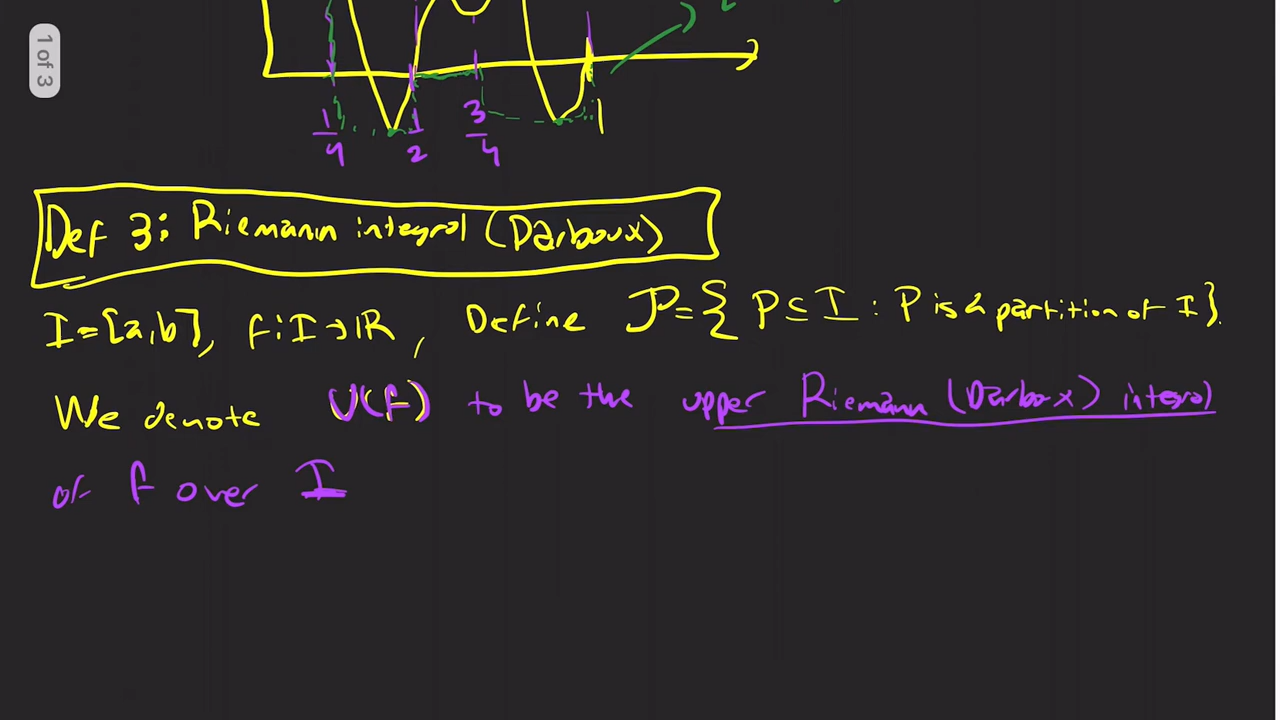 1 of 3
1/4 1/2 3/4 1
Def 3: Riemann integral (Darboux)
I=[a,b], f:I→ℝ, Define 𝒫={ P⊆I : P is a partition of I}.
We denote U(f) to be the upper Riemann (Darboux) integral
of f over I